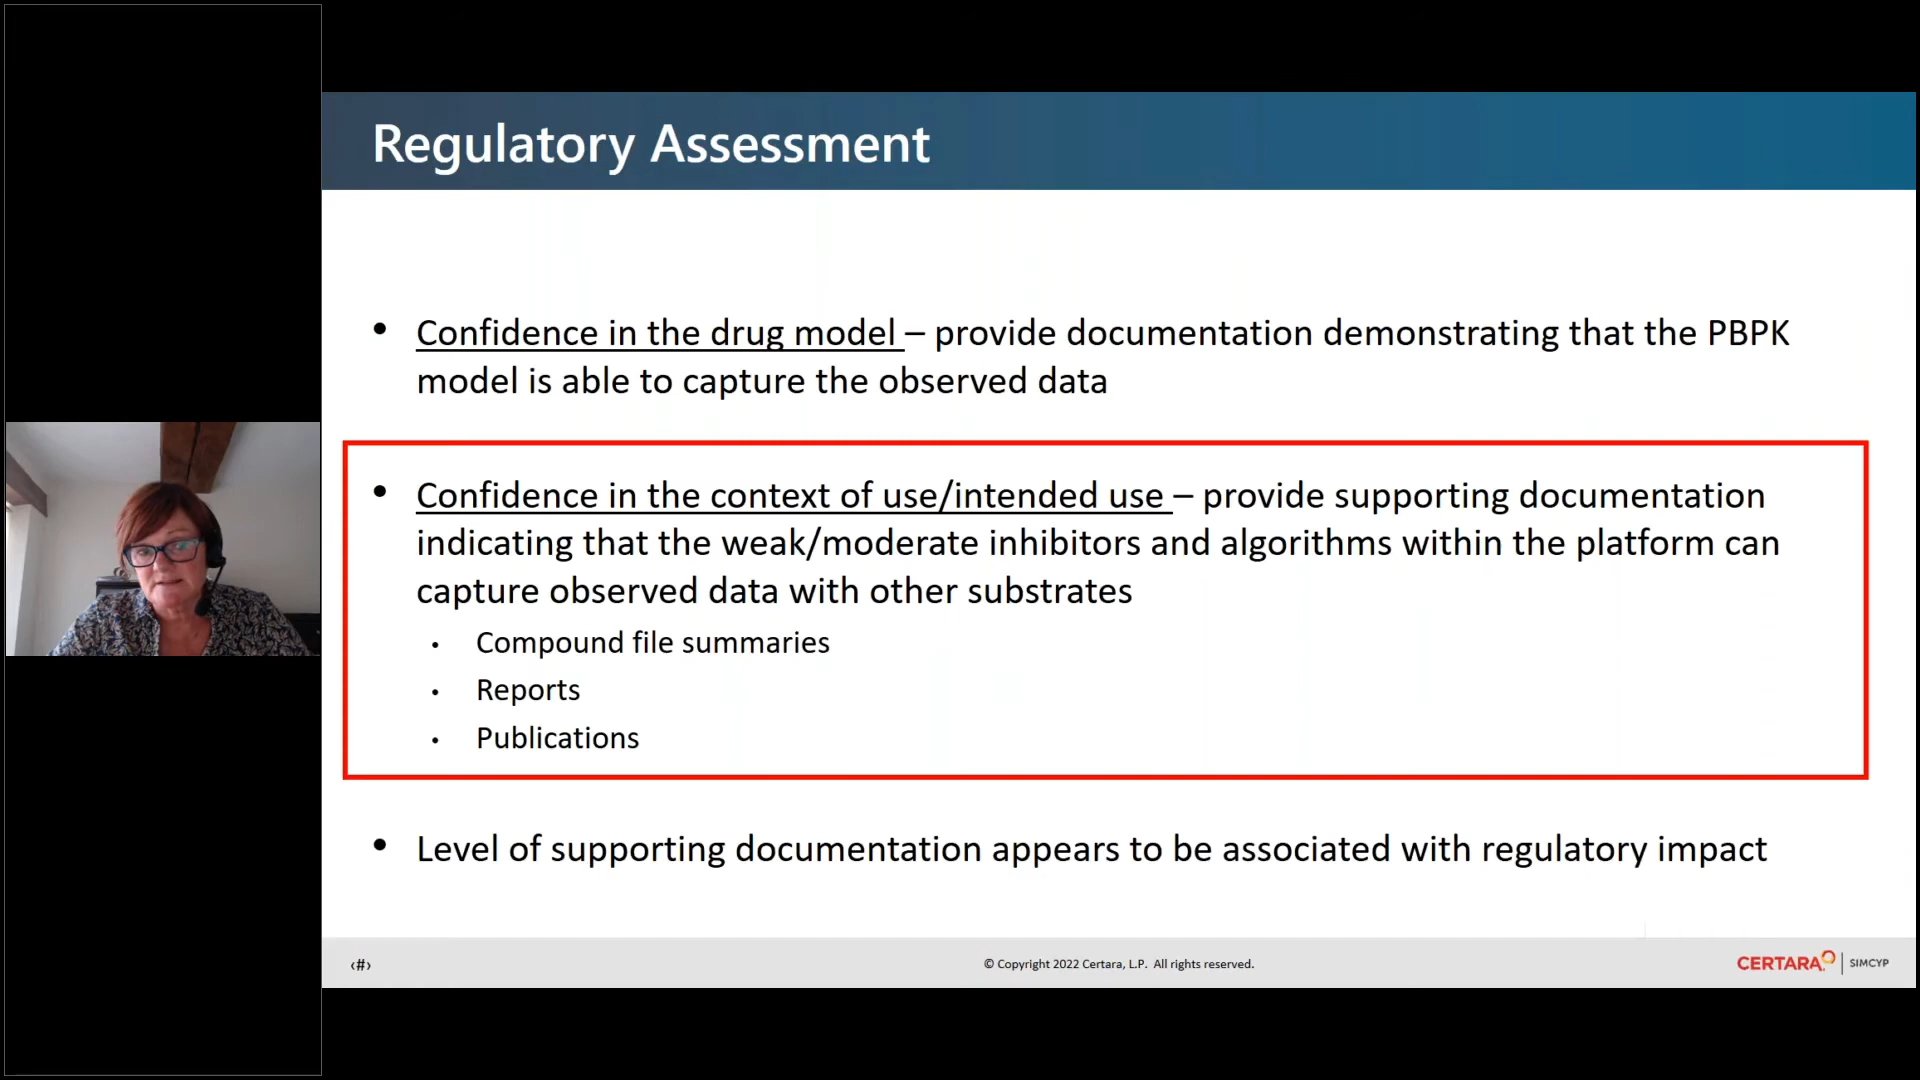 Regulatory Assessment
• Confidence in the drug model – provide documentation demonstrating that the PBPK
model is able to capture the observed data
• Confidence in the context of use/intended use – provide supporting documentation
indicating that the weak/moderate inhibitors and algorithms within the platform can
capture observed data with other substrates
• Compound file summaries
• Reports
• Publications
• Level of supporting documentation appears to be associated with regulatory impact
‹#›
© Copyright 2022 Certara, L.P. All rights reserved.
CERTARA | SIMCYP